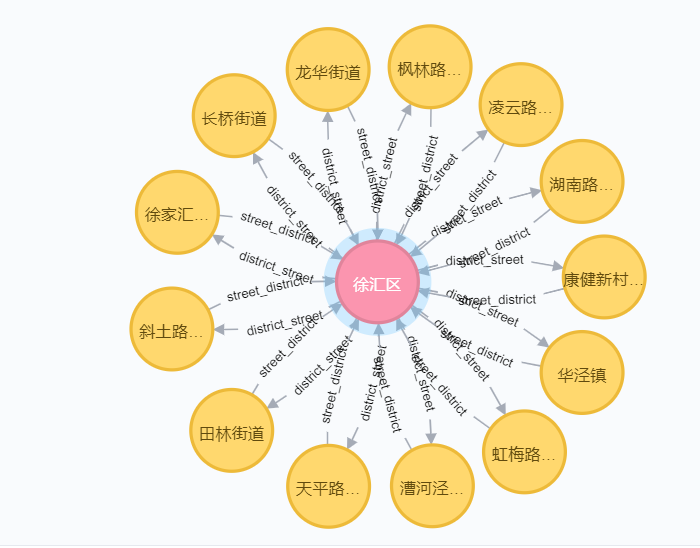 龙华街道
枫林路...
凌云路...
长桥街道
湖南路...
徐家汇...
康健新村...
徐汇区
斜土路...
华泾镇
田林街道
虹梅路...
天平路...
漕河泾...
street_district
district_street
street_district
district_street
street_district
district_street
street_district
district_street
street_district
district_street
street_district
district_street
street_district
district_street
street_district
district_street
street_district
district_street
street_district
district_street
street_district
district_street
street_district
district_street
street_district
district_street